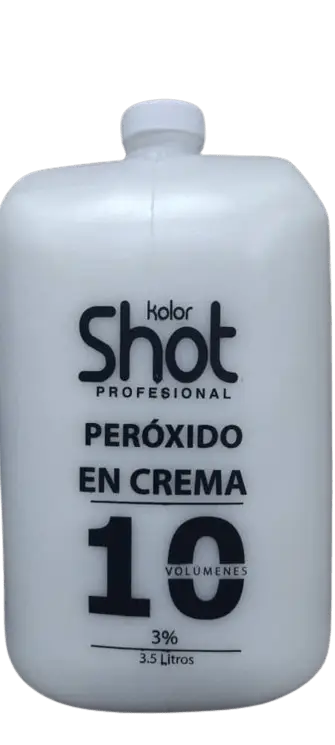 kolor
Shot
PROFESIONAL
PERÓXIDO
EN CREMA
10
VOLÚMENES
3%
3.5 Litros